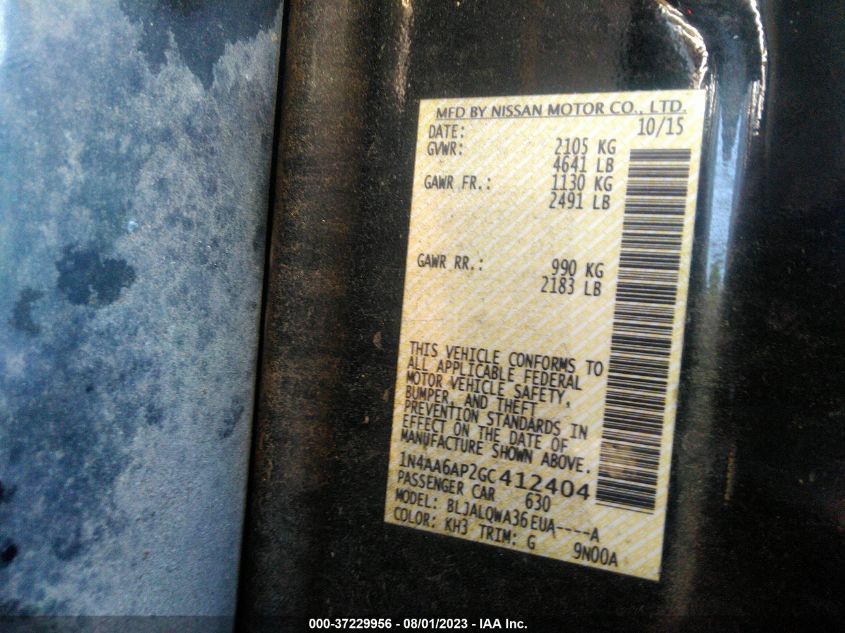 MFD BY NISSAN MOTOR CO., LTD.
DATE: 10/15
GVWR: 2105 KG
4641 LB
GAWR FR.: 1130 KG
2491 LB
GAWR RR.: 990 KG
2183 LB
THIS VEHICLE CONFORMS TO
ALL APPLICABLE FEDERAL
MOTOR VEHICLE SAFETY,
BUMPER, AND THEFT
PREVENTION STANDARDS IN
EFFECT ON THE DATE OF
MANUFACTURE SHOWN ABOVE.
1N4AA6AP2GC412404
PASSENGER CAR 630
MODEL: BLJALQWA36EUA----A
COLOR: KH3 TRIM: G 9N00A
000-37229956 - 08/01/2023 - IAA Inc.